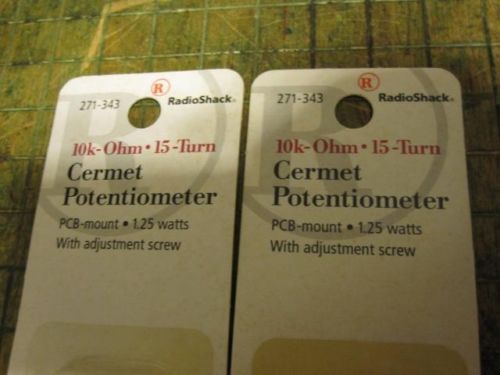 271-343
R RadioShack®
10k-Ohm • 15-Turn
Cermet
Potentiometer
PCB-mount • 1.25 watts
With adjustment screw
271-343
R RadioShack®
10k-Ohm • 15-Turn
Cermet
Potentiometer
PCB-mount • 1.25 watts
With adjustment screw